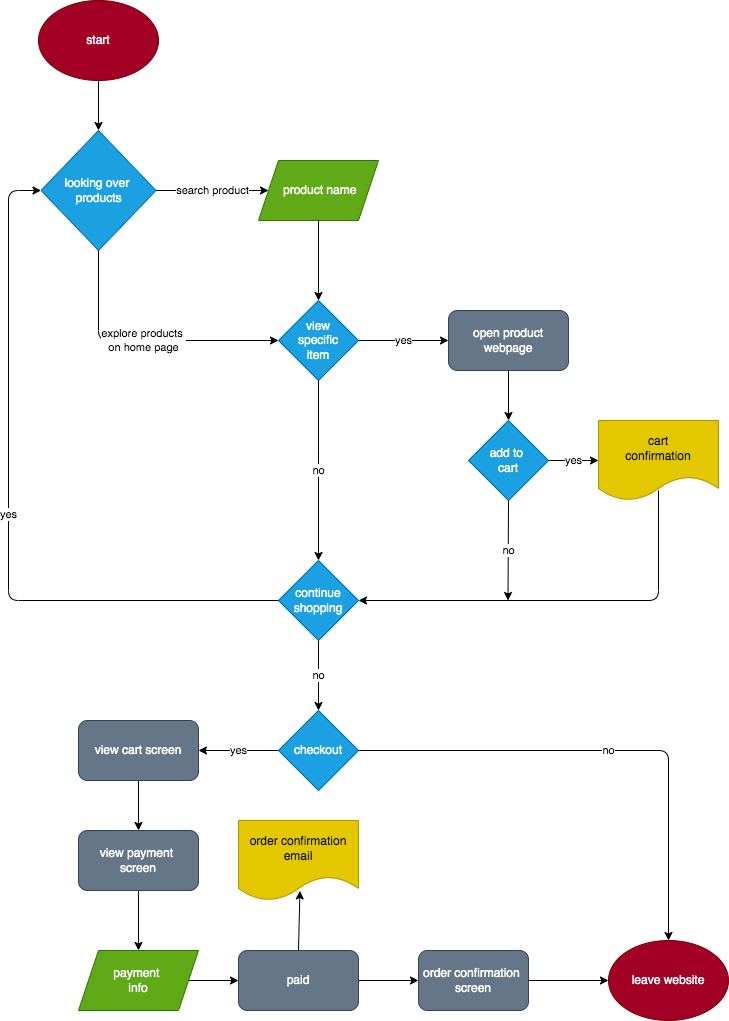 start
looking over
products
search product
product name
explore products
on home page
view
specific
item
yes
open product
webpage
add to
cart
yes
cart
confirmation
no
no
yes
continue
shopping
no
checkout
yes
no
view cart screen
view payment
screen
order confirmation
email
payment
info
paid
order confirmation
screen
leave website